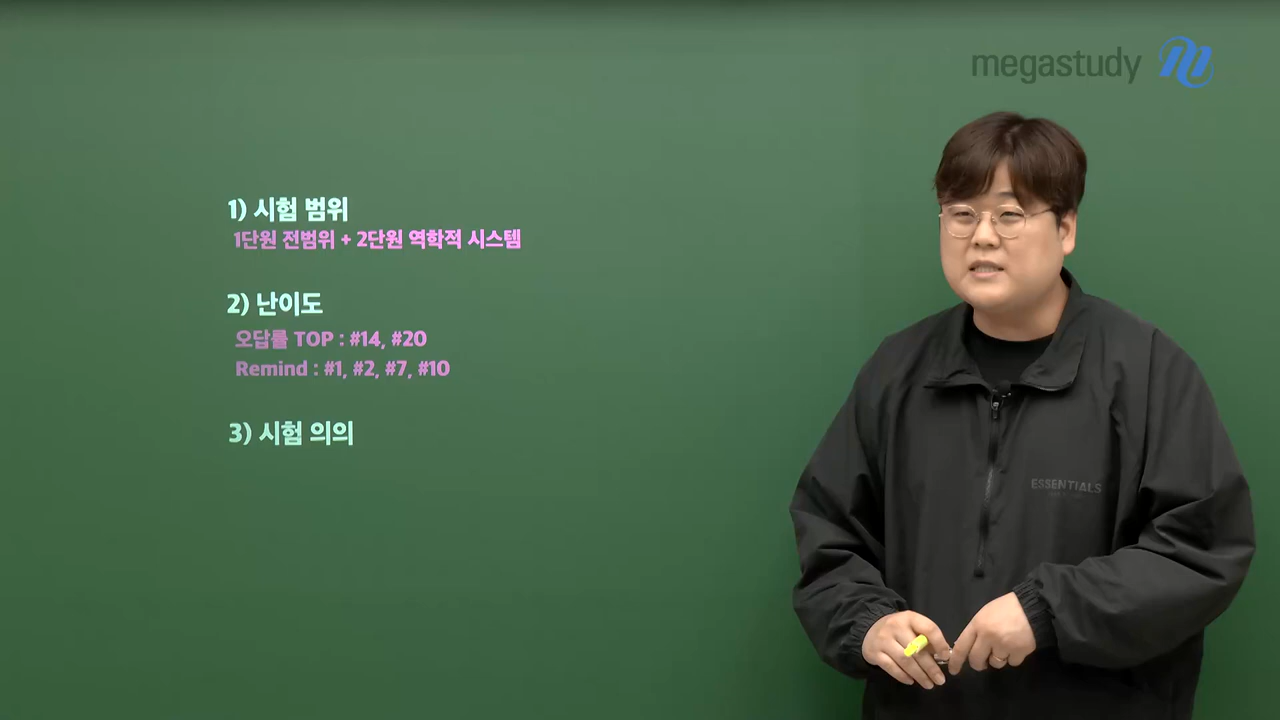 megastudy
1) 시험 범위
1단원 전범위 + 2단원 역학적 시스템
2) 난이도
오답률 TOP : #14, #20
Remind : #1, #2, #7, #10
3) 시험 의의
ESSENTIALS